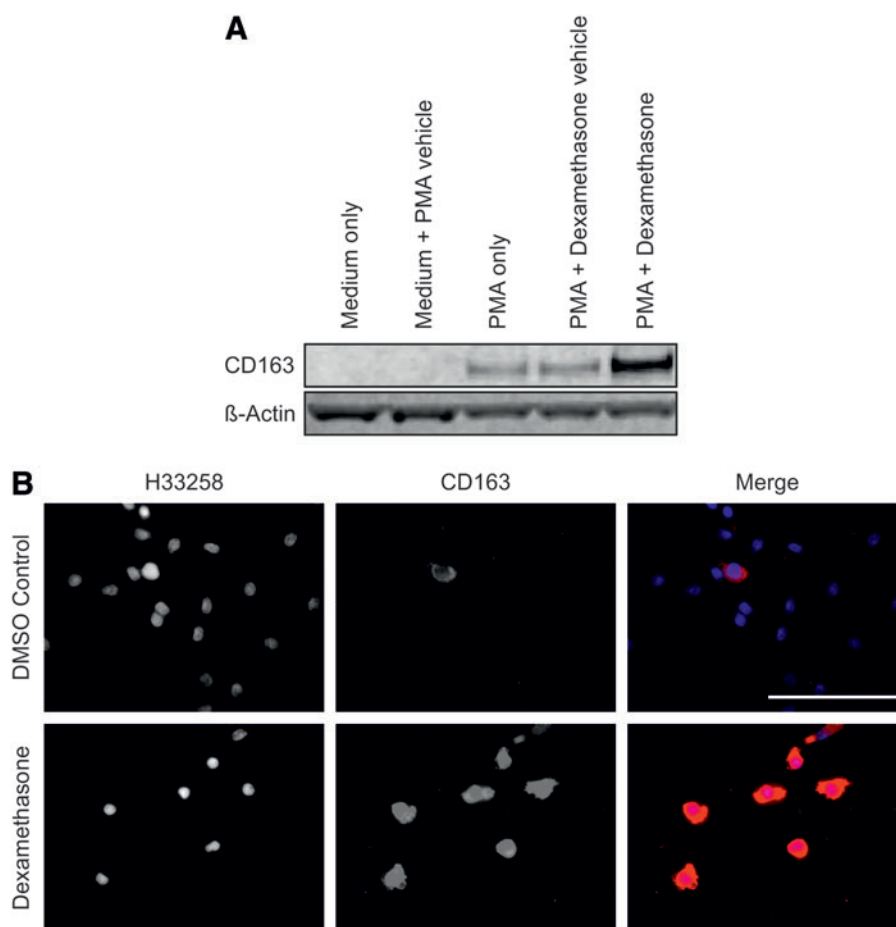 A
Medium only
Medium + PMA vehicle
PMA only
PMA + Dexamethasone vehicle
PMA + Dexamethasone
CD163
ß-Actin
B
H33258
CD163
Merge
DMSO Control
Dexamethasone